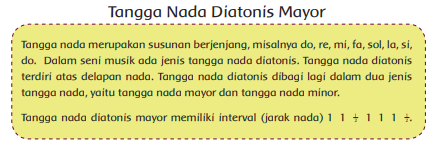 Tangga Nada Diatonis Mayor
Tangga nada merupakan susunan berjenjang, misalnya do, re, mi, fa, sol, la, si,
do. Dalam seni musik ada jenis tangga nada diatonis. Tangga nada diatonis
terdiri atas delapan nada. Tangga nada diatonis dibagi lagi dalam dua jenis
tangga nada, yaitu tangga nada mayor dan tangga nada minor.
Tangga nada diatonis mayor memiliki interval (jarak nada) 1 1 ½ 1 1 1 ½.